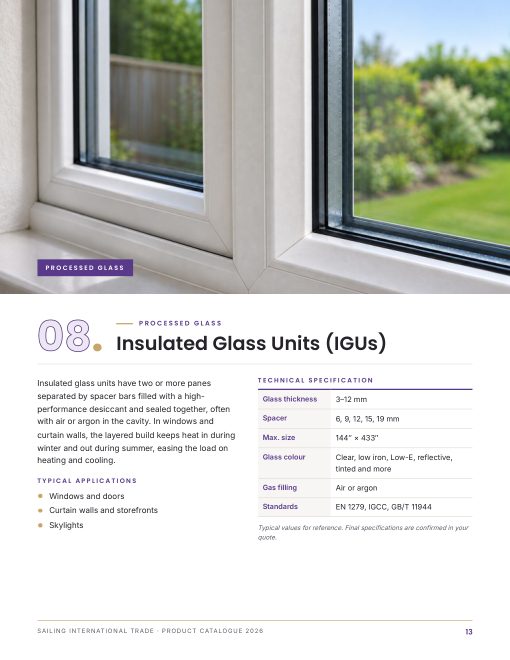 PROCESSED GLASS
08.
PROCESSED GLASS
Insulated Glass Units (IGUs)
Insulated glass units have two or more panes
separated by spacer bars filled with a high-
performance desiccant and sealed together, often
with air or argon in the cavity. In windows and
curtain walls, the layered build keeps heat in during
winter and out during summer, easing the load on
heating and cooling.
TYPICAL APPLICATIONS
Windows and doors
Curtain walls and storefronts
Skylights
TECHNICAL SPECIFICATION
Glass thickness 3–12 mm
Spacer 6, 9, 12, 15, 19 mm
Max. size 144″ × 433″
Glass colour Clear, low iron, Low-E, reflective,
tinted and more
Gas filling Air or argon
Standards EN 1279, IGCC, GB/T 11944
Typical values for reference. Final specifications are confirmed in your
quote.
SAILING INTERNATIONAL TRADE · PRODUCT CATALOGUE 2026
13